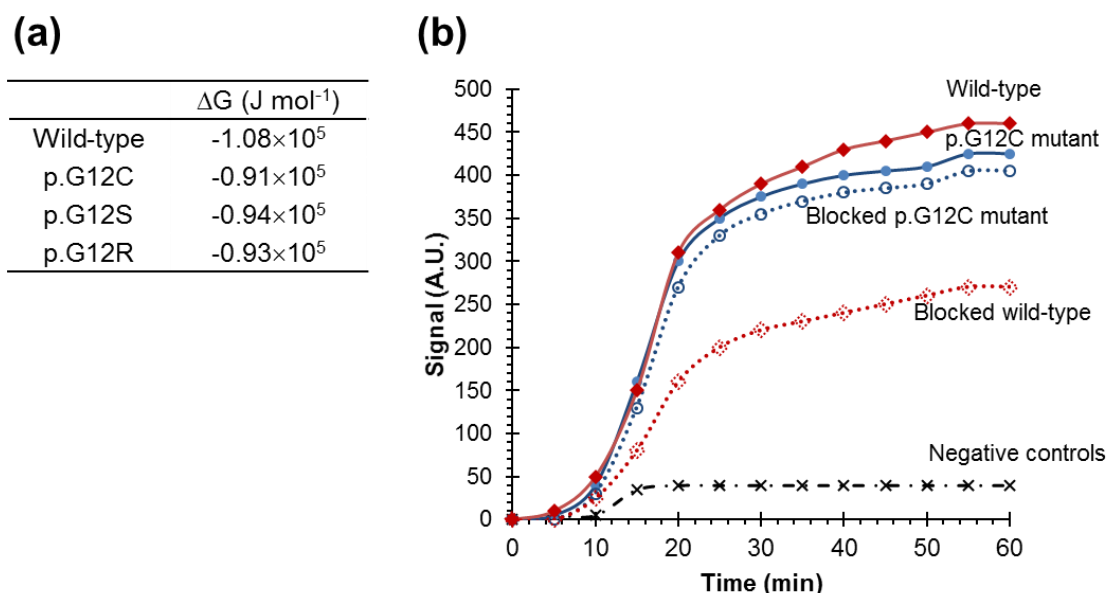 (a)
ΔG (J mol⁻¹)
Wild-type -1.08×10⁵
p.G12C -0.91×10⁵
p.G12S -0.94×10⁵
p.G12R -0.93×10⁵
(b)
Signal (A.U.)
500
450
400
350
300
250
200
150
100
50
0
Wild-type
p.G12C mutant
Blocked p.G12C mutant
Blocked wild-type
Negative controls
0 10 20 30 40 50 60
Time (min)